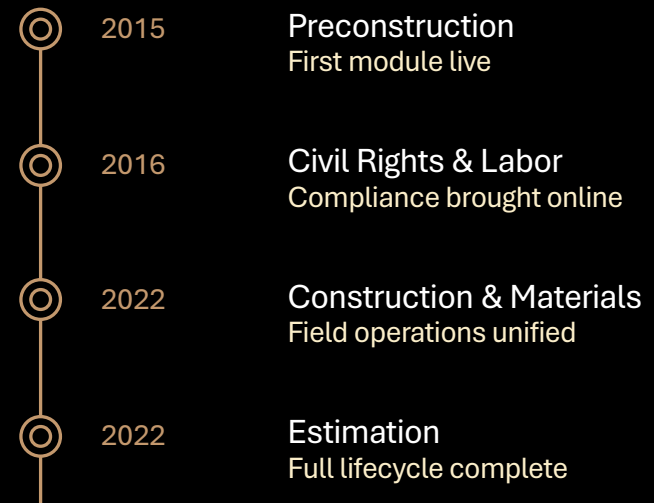 2015
Preconstruction
First module live
2016
Civil Rights & Labor
Compliance brought online
2022
Construction & Materials
Field operations unified
2022
Estimation
Full lifecycle complete